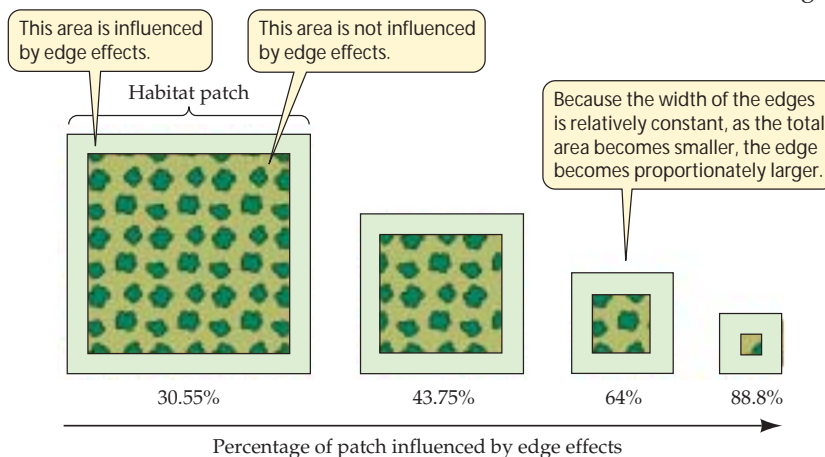 g
This area is influenced
by edge effects.
This area is not influenced
by edge effects.
Habitat patch
Because the width of the edges
is relatively constant, as the total
area becomes smaller, the edge
becomes proportionately larger.
30.55%
43.75%
64%
88.8%
Percentage of patch influenced by edge effects